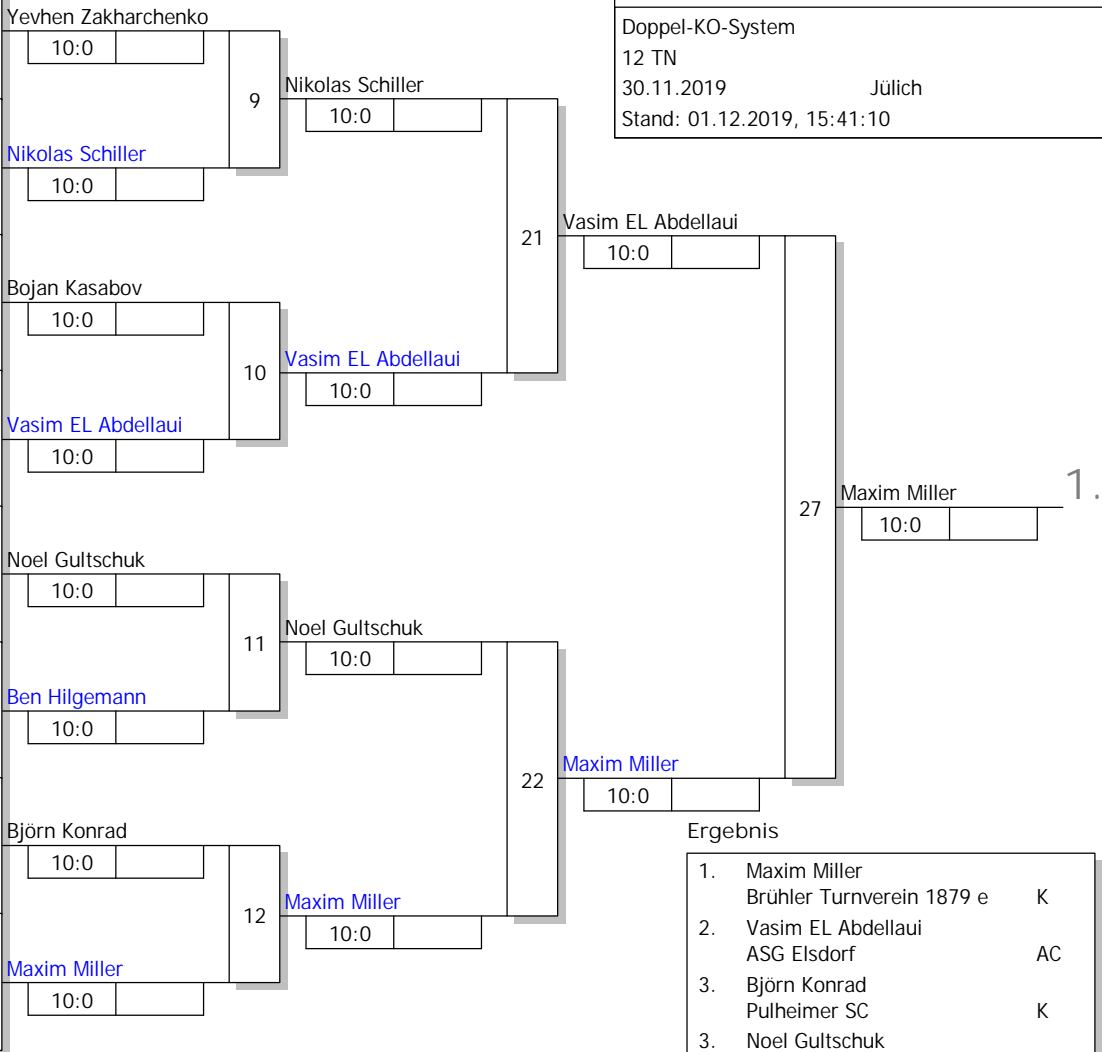 Doppel-KO-System
12 TN
30.11.2019 Jülich
Stand: 01.12.2019, 15:41:10
Yevhen Zakharchenko
10:0
9
Nikolas Schiller
10:0
Nikolas Schiller
10:0
21
Vasim EL Abdellaui
10:0
Bojan Kasabov
10:0
10
Vasim EL Abdellaui
10:0
Vasim EL Abdellaui
10:0
27
Maxim Miller
1.
10:0
Noel Gultschuk
10:0
11
Noel Gultschuk
10:0
Ben Hilgemann
10:0
22
Maxim Miller
10:0
Björn Konrad
10:0
12
Maxim Miller
10:0
Maxim Miller
10:0
Ergebnis
1. Maxim Miller
Brühler Turnverein 1879 e K
2. Vasim EL Abdellaui
ASG Elsdorf AC
3. Björn Konrad
Pulheimer SC K
3. Noel Gultschuk